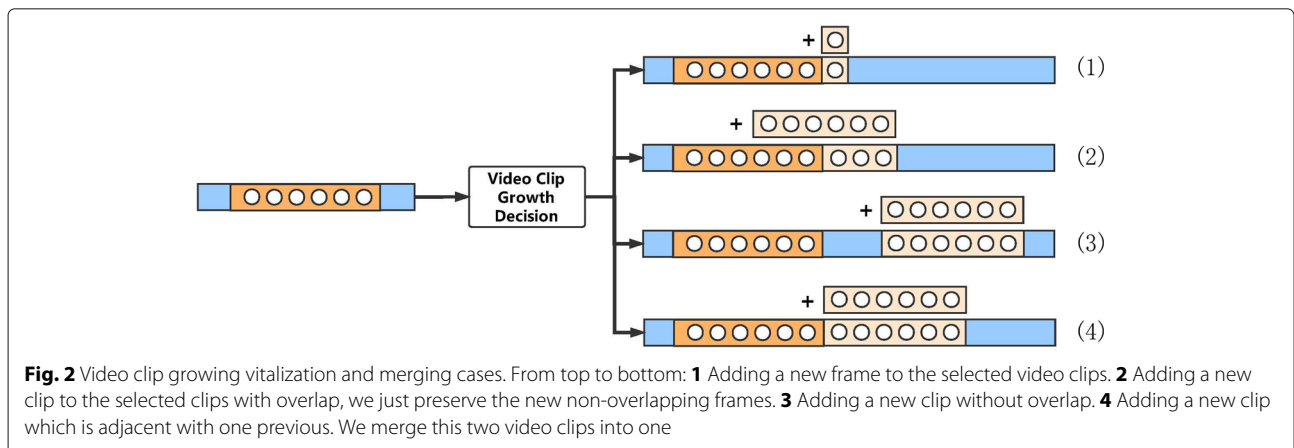 +
(1)
+
(2)
Video Clip
Growth
Decision
+
(3)
+
(4)
Fig. 2 Video clip growing vitalization and merging cases. From top to bottom: 1 Adding a new frame to the selected video clips. 2 Adding a new
clip to the selected clips with overlap, we just preserve the new non-overlapping frames. 3 Adding a new clip without overlap. 4 Adding a new clip
which is adjacent with one previous. We merge this two video clips into one